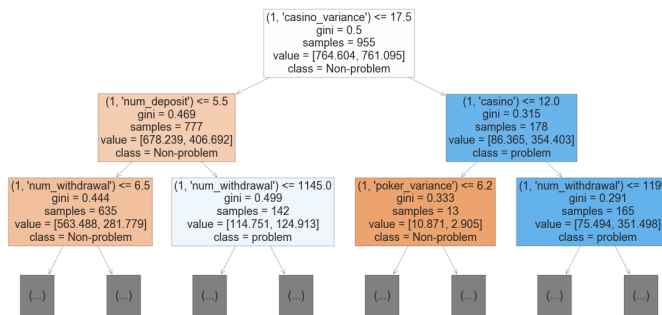 (1, 'casino_variance') <= 17.5
gini = 0.5
samples = 955
value = [764.604, 761.095]
class = Non-problem
(1, 'num_deposit') <= 5.5
gini = 0.469
samples = 777
value = [678.239, 406.692]
class = Non-problem
(1, 'casino') <= 12.0
gini = 0.315
samples = 178
value = [86.365, 354.403]
class = problem
(1, 'num_withdrawal') <= 6.5
gini = 0.444
samples = 635
value = [563.488, 281.779]
class = Non-problem
(1, 'num_withdrawal') <= 1145.0
gini = 0.499
samples = 142
value = [114.751, 124.913]
class = problem
(1, 'poker_variance') <= 6.2
gini = 0.333
samples = 13
value = [10.871, 2.905]
class = Non-problem
(1, 'num_withdrawal') <= 119
gini = 0.291
samples = 165
value = [75.494, 351.498]
class = problem
(...)
(...)
(...)
(...)
(...)
(...)
(...)
(...)